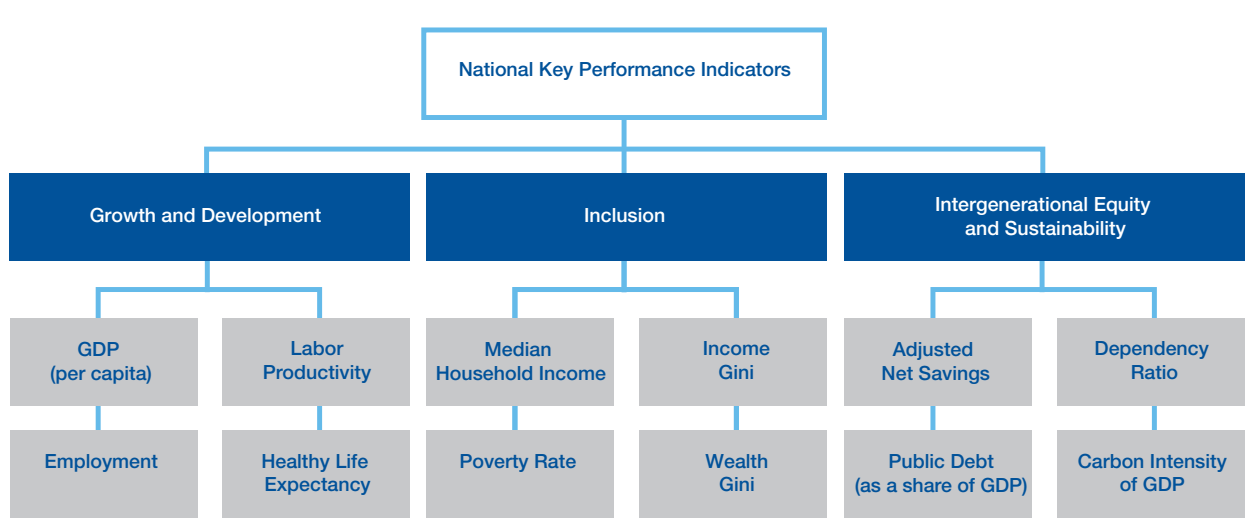 National Key Performance Indicators
Growth and Development
Inclusion
Intergenerational Equity
and Sustainability
GDP
(per capita)
Labor
Productivity
Median
Household Income
Income
Gini
Adjusted
Net Savings
Dependency
Ratio
Employment
Healthy Life
Expectancy
Poverty Rate
Wealth
Gini
Public Debt
(as a share of GDP)
Carbon Intensity
of GDP